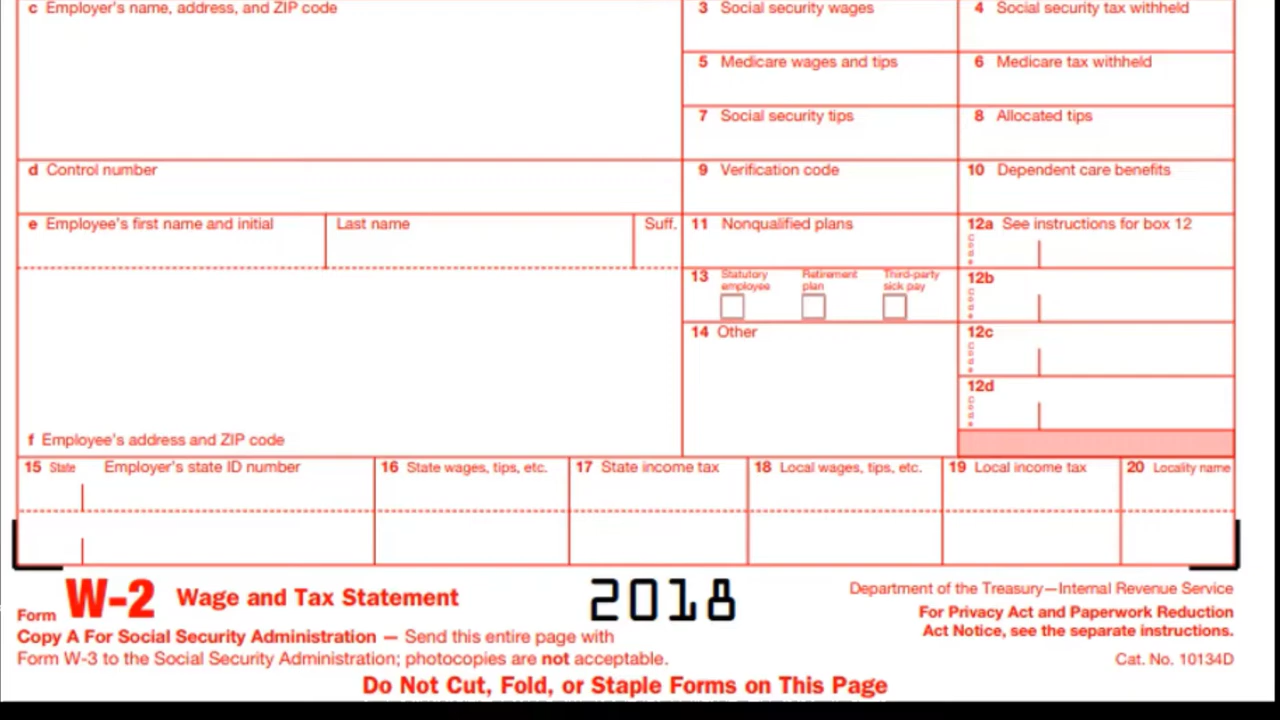 c Employer's name, address, and ZIP code
3 Social security wages
4 Social security tax withheld
5 Medicare wages and tips
6 Medicare tax withheld
7 Social security tips
8 Allocated tips
d Control number
9 Verification code
10 Dependent care benefits
e Employee's first name and initial
Last name
Suff.
11 Nonqualified plans
12a See instructions for box 12
Code
13 Statutory employee
Retirement plan
Third-party sick pay
12b
Code
14 Other
12c
Code
12d
Code
f Employee's address and ZIP code
15 State
Employer's state ID number
16 State wages, tips, etc.
17 State income tax
18 Local wages, tips, etc.
19 Local income tax
20 Locality name
Form W-2 Wage and Tax Statement
2018
Department of the Treasury—Internal Revenue Service
For Privacy Act and Paperwork Reduction
Act Notice, see the separate instructions.
Copy A For Social Security Administration — Send this entire page with
Form W-3 to the Social Security Administration; photocopies are not acceptable.
Cat. No. 10134D
Do Not Cut, Fold, or Staple Forms on This Page